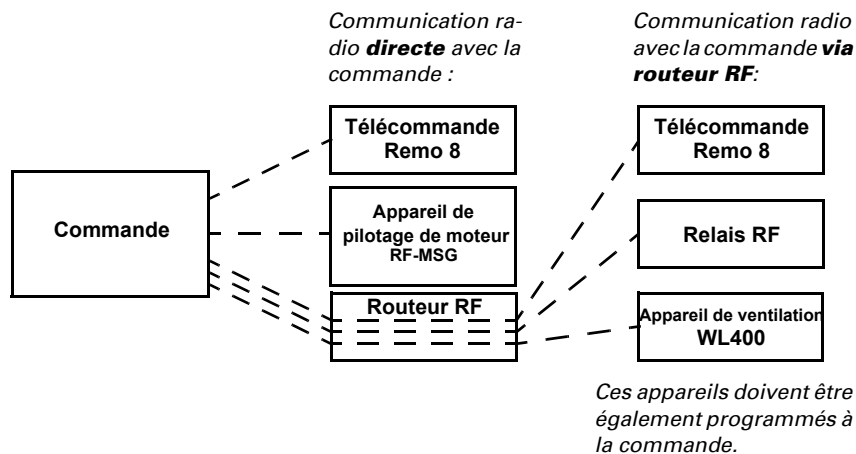 Communication ra-
dio directe avec la
commande :
Communication radio
avec la commande via
routeur RF:
Télécommande
Remo 8
Télécommande
Remo 8
Commande
Appareil de
pilotage de moteur
RF-MSG
Relais RF
Routeur RF
Appareil de ventilation
WL400
Ces appareils doivent être
également programmés à
la commande.